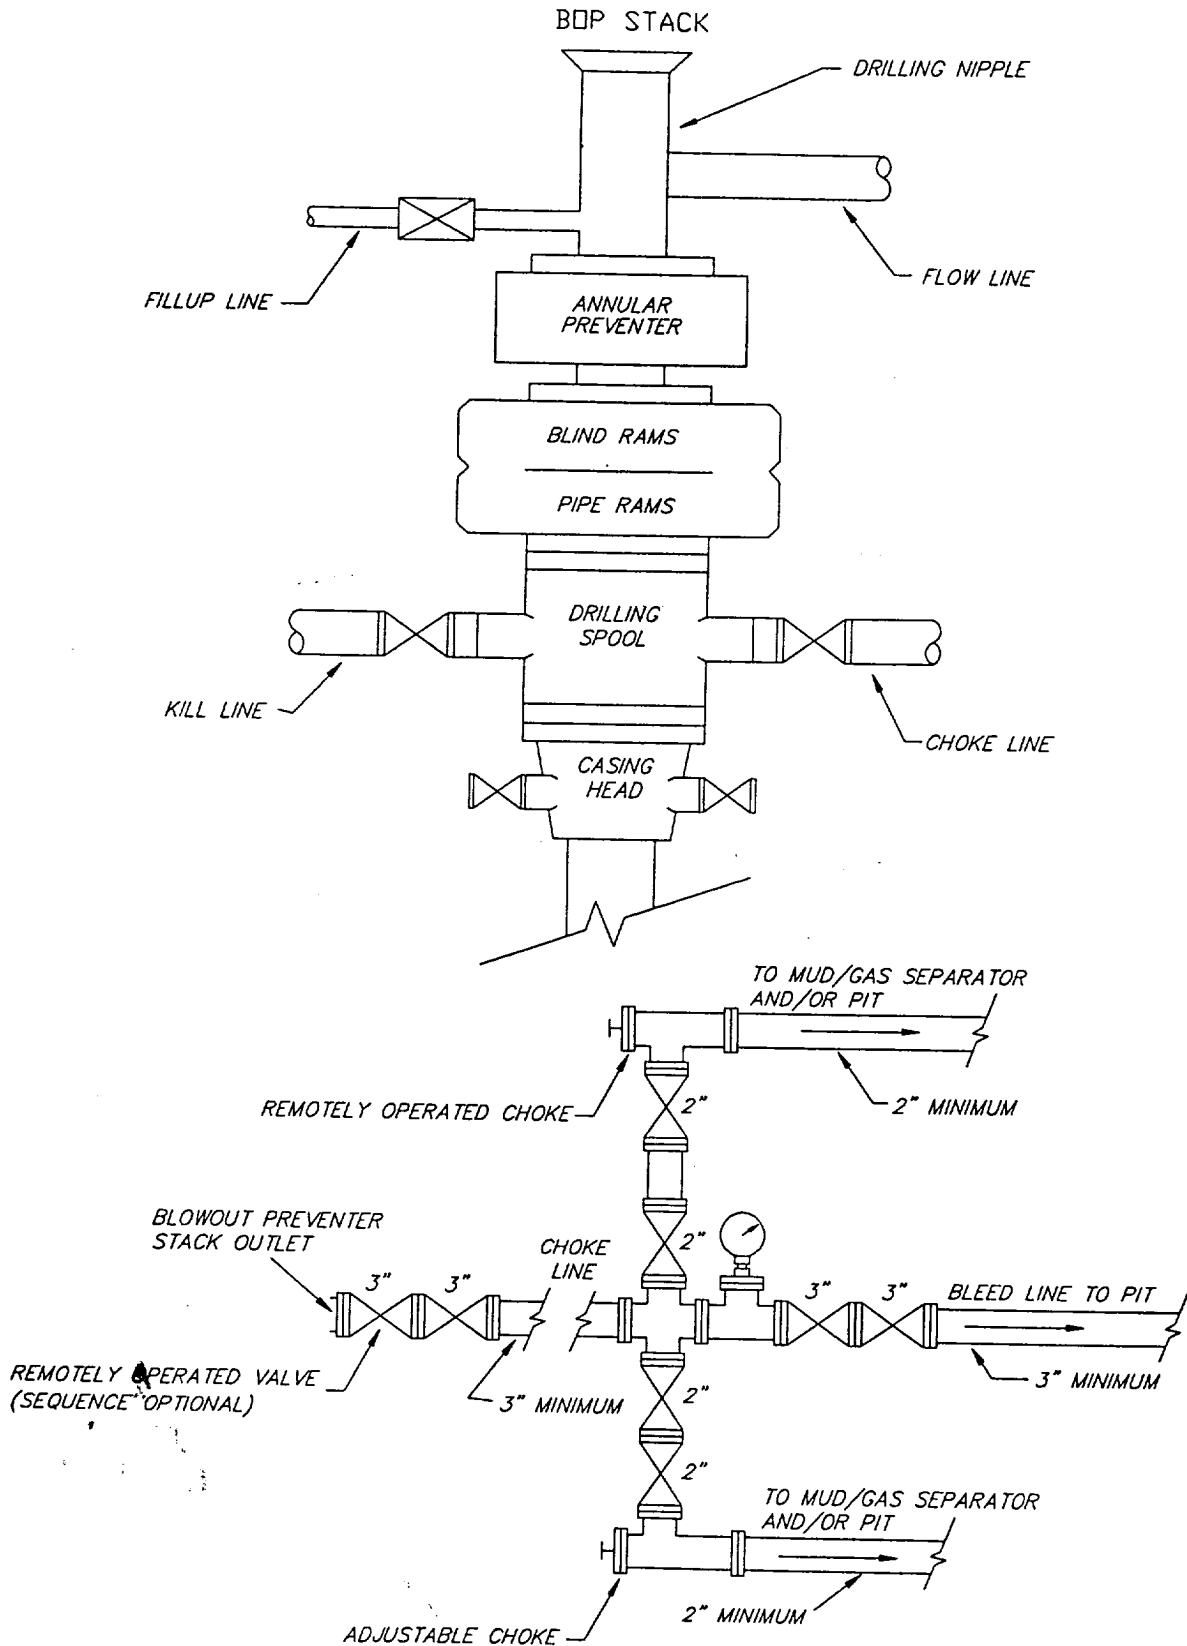 BOP STACK
DRILLING NIPPLE
FLOW LINE
FILLUP LINE
ANNULAR
PREVENTER
BLIND RAMS
PIPE RAMS
DRILLING
SPOOL
KILL LINE
CHOKE LINE
CASING
HEAD
TO MUD/GAS SEPARATOR
AND/OR PIT
REMOTELY OPERATED CHOKE
2"
2" MINIMUM
BLOWOUT PREVENTER
STACK OUTLET
CHOKE
LINE
2"
3"
3"
3"
3"
BLEED LINE TO PIT
REMOTELY OPERATED VALVE
(SEQUENCE OPTIONAL)
3" MINIMUM
3" MINIMUM
2"
2"
TO MUD/GAS SEPARATOR
AND/OR PIT
2" MINIMUM
ADJUSTABLE CHOKE